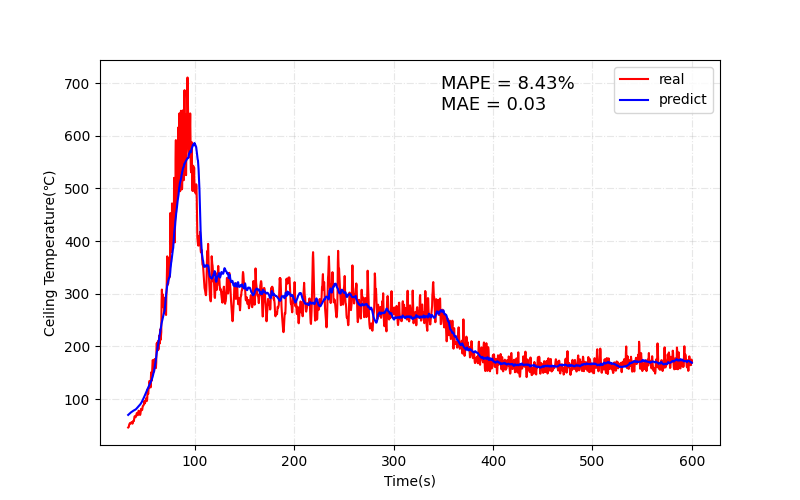 MAPE = 8.43%
MAE = 0.03
real
predict
700
600
500
400
300
200
100
Ceiling Temperature(℃)
100 200 300 400 500 600
Time(s)